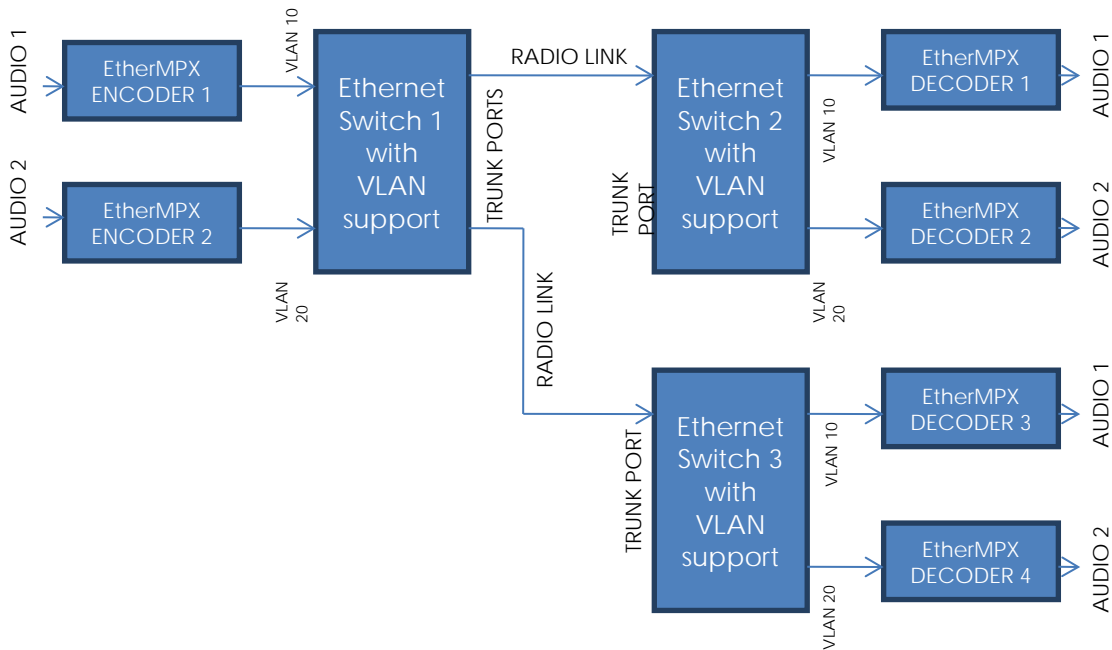 AUDIO 1
EtherMPX
ENCODER 1
VLAN 10
AUDIO 2
EtherMPX
ENCODER 2
VLAN
20
Ethernet
Switch 1
with
VLAN
support
TRUNK PORTS
RADIO LINK
RADIO LINK
TRUNK
PORT
Ethernet
Switch 2
with
VLAN
support
VLAN 10
EtherMPX
DECODER 1
AUDIO 1
VLAN
20
EtherMPX
DECODER 2
AUDIO 2
TRUNK PORT
Ethernet
Switch 3
with
VLAN
support
VLAN 10
EtherMPX
DECODER 3
AUDIO 1
VLAN 20
EtherMPX
DECODER 4
AUDIO 2